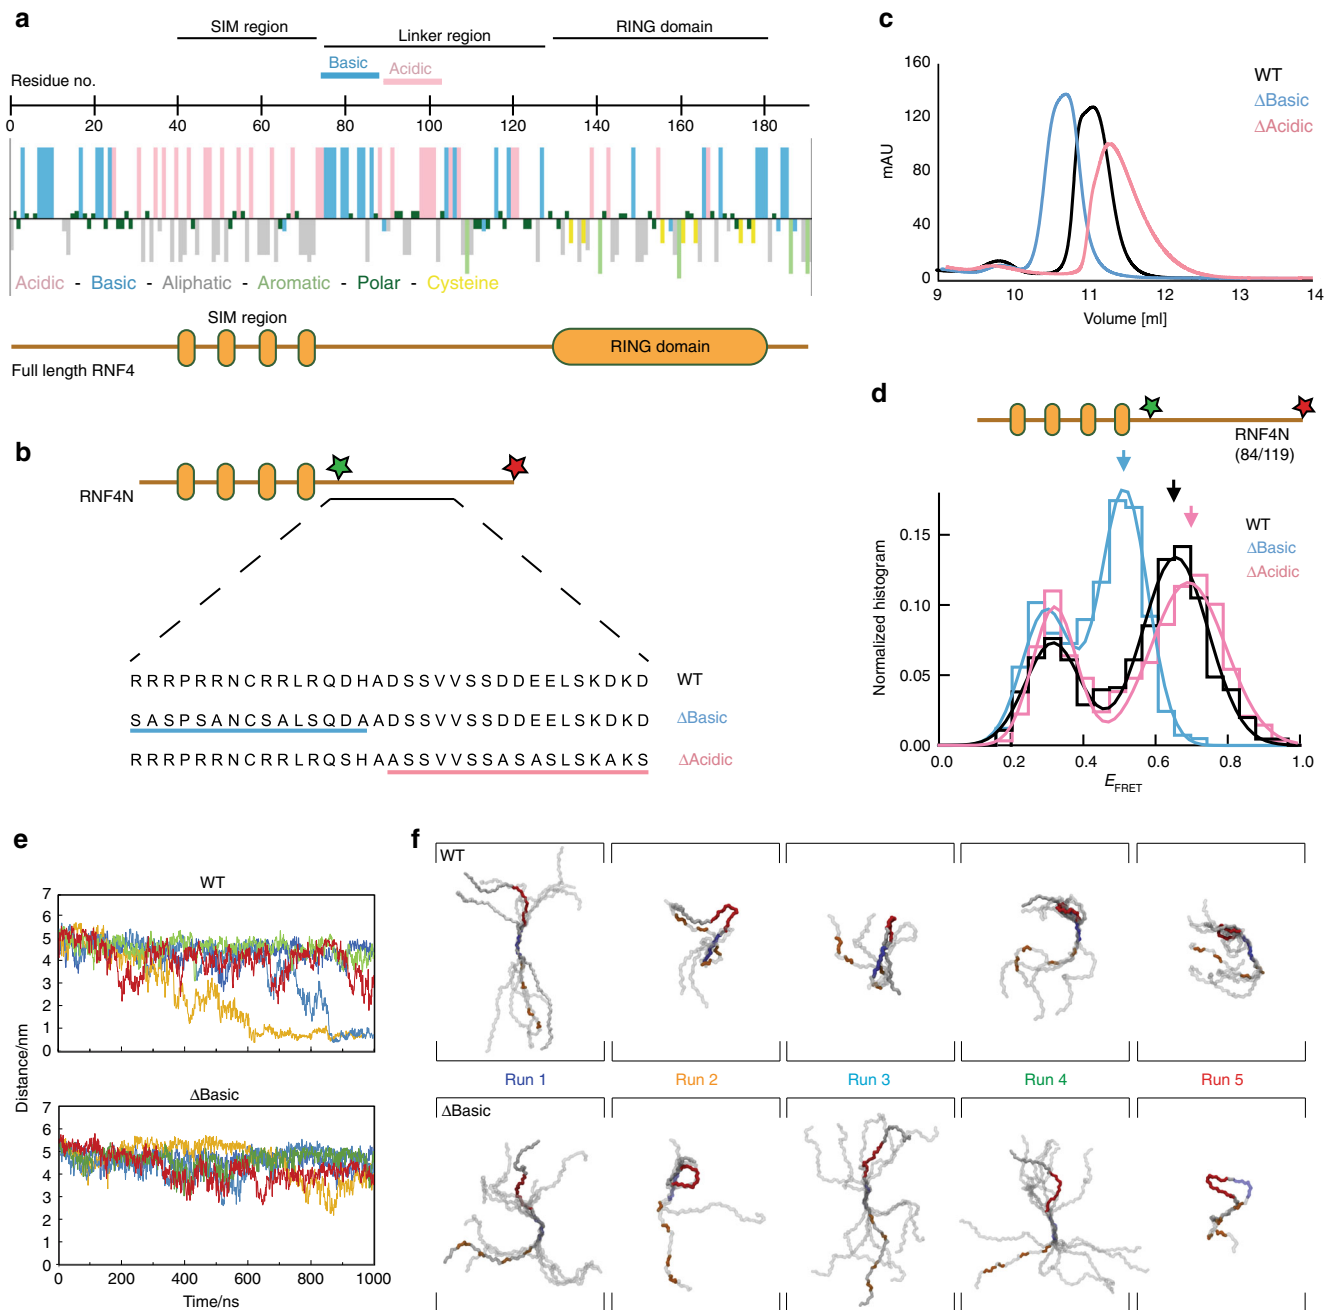 a
SIM region
Linker region
RING domain
Basic
Acidic
Residue no.
0 20 40 60 80 100 120 140 160 180
Acidic - Basic - Aliphatic - Aromatic - Polar - Cysteine
SIM region
RING domain
Full length RNF4
b
RNF4N
RRRPRRNCRRLRQDHADSSVVSSDDEELSKDKD WT
SASPSANCSALSQDAADSSVVSSDDEELSKDKD ΔBasic
RRRPRRNCRRLRQSHAASSVVSSASASLSKAKS ΔAcidic
c
160
120
80
40
0
mAU
WT
ΔBasic
ΔAcidic
9 10 11 12 13 14
Volume [ml]
d
RNF4N
(84/119)
WT
ΔBasic
ΔAcidic
Normalized histogram
0.15
0.10
0.05
0.00
0.0 0.2 0.4 0.6 0.8 1.0
EFRET
e
WT
7
6
5
4
3
2
1
0
Distance/nm
ΔBasic
7
6
5
4
3
2
1
0
0 200 400 600 800 1000
Time/ns
f
WT
Run 1
Run 2
Run 3
Run 4
Run 5
ΔBasic